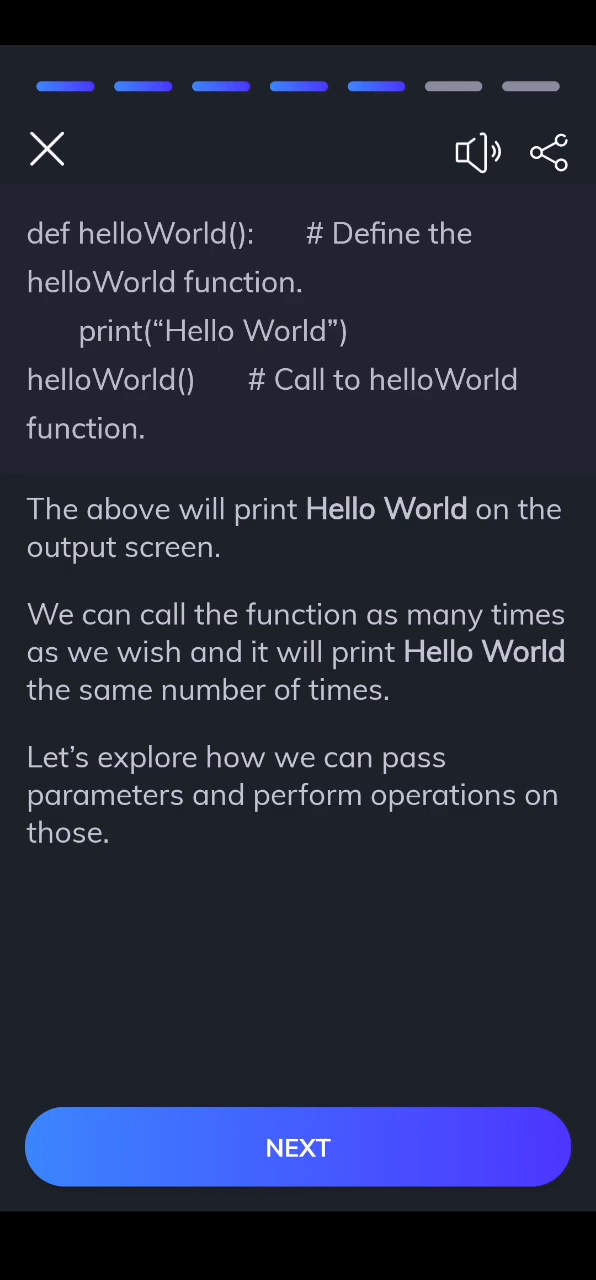 def helloWorld():      # Define the
helloWorld function.
      print(“Hello World”)
helloWorld()      # Call to helloWorld
function.
The above will print Hello World on the
output screen.
We can call the function as many times
as we wish and it will print Hello World
the same number of times.
Let’s explore how we can pass
parameters and perform operations on
those.
NEXT